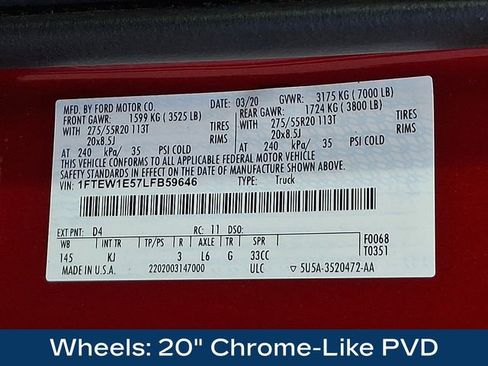 MFD. BY FORD MOTOR CO.
03/20 GVWR: 3175 KG ( 7000 LB)
FRONT GAWR: 1599 KG ( 3525 LB) REAR GAWR: 1724 KG ( 3800 LB)
WITH 275/55R20 113T TIRES WITH 275/55R20 113T TIRES
20x8.5J RIMS 20x8.5J RIMS
AT 240 kPa/ 35 PSI COLD AT 240 kPa/ 35 PSI COLD
THIS VEHICLE CONFORMS TO ALL APPLICABLE FEDERAL MOTOR VEHICLE
SAFETY STANDARDS IN EFFECT ON THE DATE OF MANUFACTURE SHOWN ABOVE.
VIN: 1FTEW1E57LFB59646 TYPE: Truck
EXT PNT: D4 RC: 11 DSO: F0068
WB INT TR TP/PS R AXLE TR SPR T0351
145 KJ 3 L6 G 33CC
MADE IN U.S.A. 2202003147000 ULC ▽ 5U5A-3520472-AA
Wheels: 20" Chrome-Like PVD